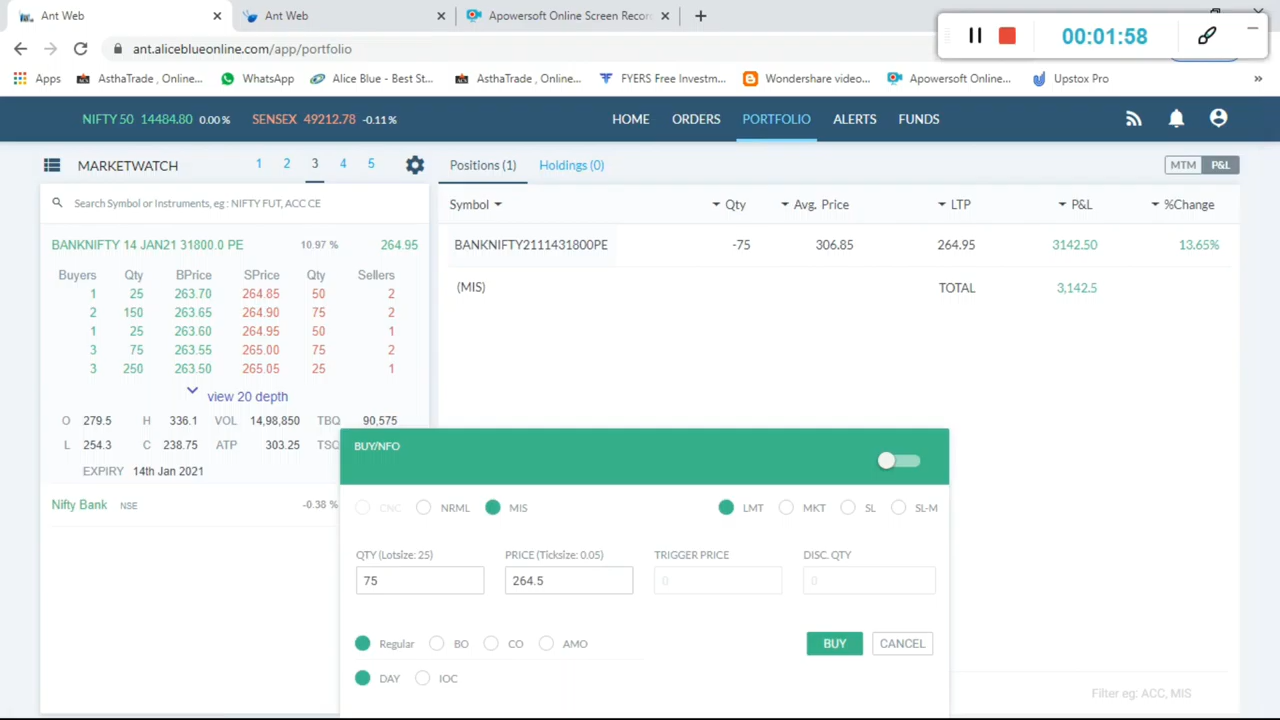 Ant Web
Ant Web
Apowersoft Online Screen Recor
00:01:58
ant.aliceblueonline.com/app/portfolio
Apps
AsthaTrade , Online...
WhatsApp
Alice Blue - Best St...
AsthaTrade , Online...
FYERS Free Investm...
Wondershare video...
Apowersoft Online...
Upstox Pro
»
NIFTY 50 14484.80 0.00 %
SENSEX 49212.78 -0.11 %
HOME
ORDERS
PORTFOLIO
ALERTS
FUNDS
MARKETWATCH
1 2 3 4 5
Positions (1)
Holdings (0)
MTM P&L
Search Symbol or Instruments, eg : NIFTY FUT, ACC CE
Symbol Qty Avg. Price LTP P&L %Change
BANKNIFTY 14 JAN21 31800.0 PE 10.97 % 264.95
BANKNIFTY2111431800PE -75 306.85 264.95 3142.50 13.65%
Buyers Qty BPrice SPrice Qty Sellers
1 25 263.70 264.85 50 2
2 150 263.65 264.90 75 2
1 25 263.60 264.95 50 1
3 75 263.55 265.00 75 2
3 250 263.50 265.05 25 1
(MIS) TOTAL 3,142.5
view 20 depth
O 279.5 H 336.1 VOL 14,98,850 TBQ 90,575
L 254.3 C 238.75 ATP 303.25 TSQ
EXPIRY 14th Jan 2021
Nifty Bank NSE -0.38 %
BUY/NFO
CNC NRML MIS
LMT MKT SL SL-M
QTY (Lotsize: 25) PRICE (Ticksize: 0.05) TRIGGER PRICE DISC. QTY
75 264.5 0 0
Regular BO CO AMO
BUY CANCEL
DAY IOC
Filter eg: ACC, MIS